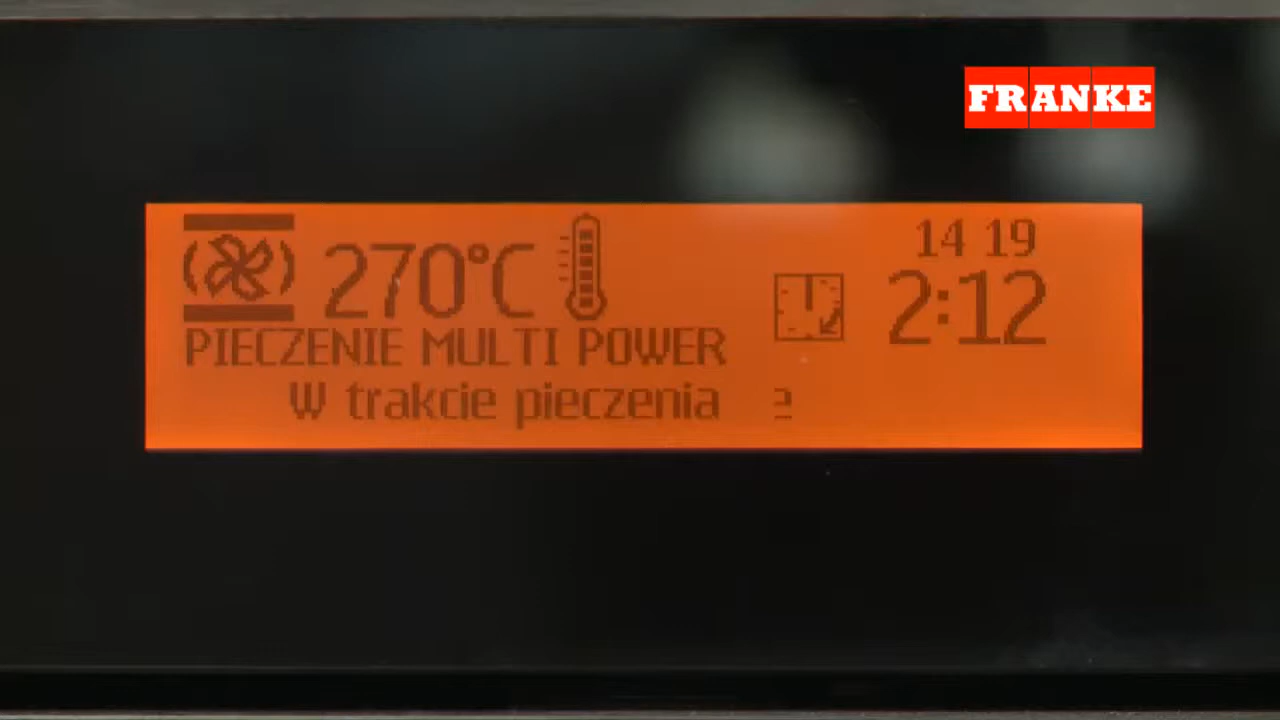 FRANKE
270°C
14 19
2:12
PIECZENIE MULTI POWER
W trakcie pieczenia